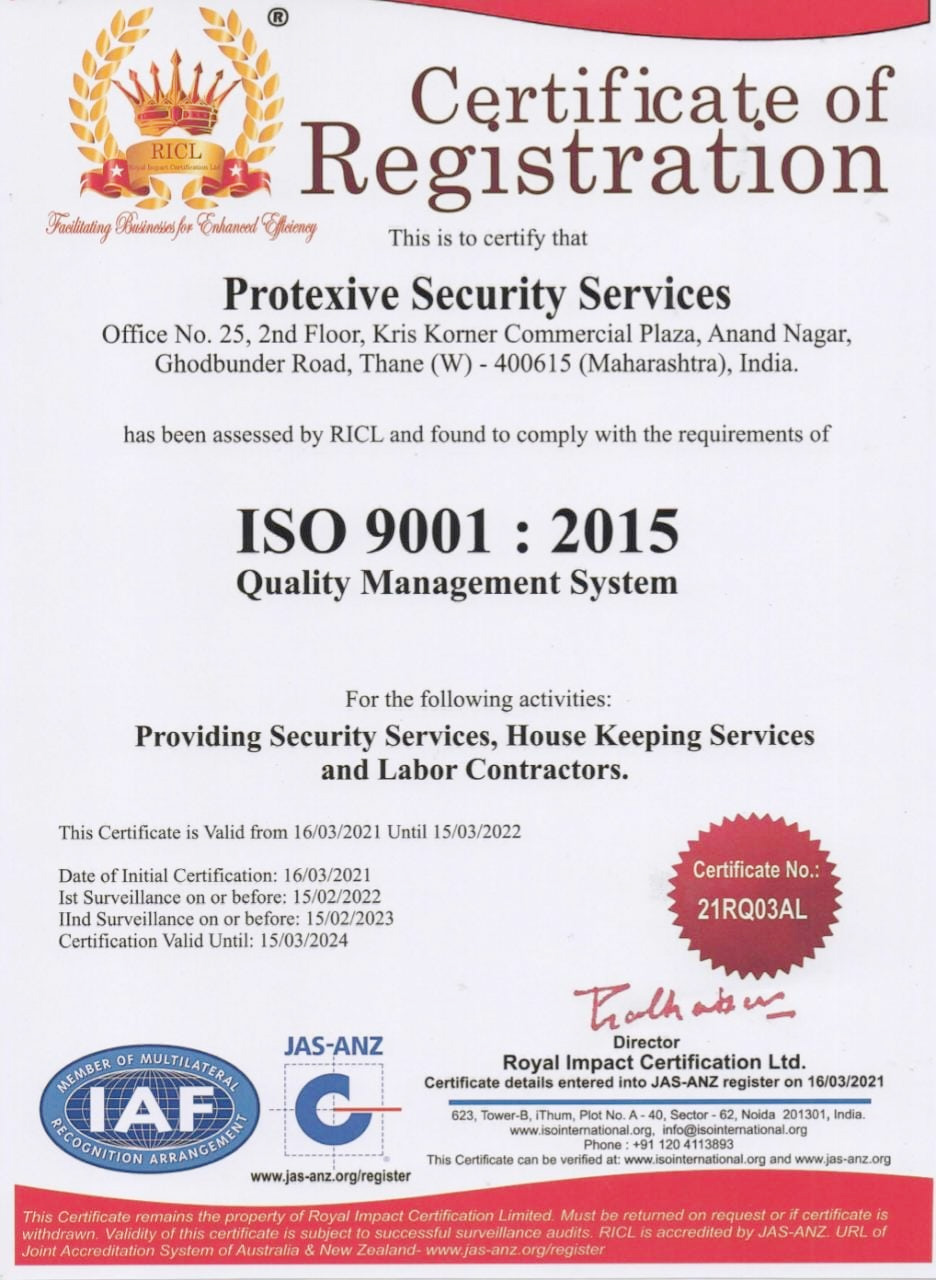 ®
RICL
Royal Impact Certification Ltd
Facilitating Businesses for Enhanced Efficiency
Certificate of
Registration
This is to certify that
Protexive Security Services
Office No. 25, 2nd Floor, Kris Korner Commercial Plaza, Anand Nagar,
Ghodbunder Road, Thane (W) - 400615 (Maharashtra), India.
has been assessed by RICL and found to comply with the requirements of
ISO 9001 : 2015
Quality Management System
For the following activities:
Providing Security Services, House Keeping Services
and Labor Contractors.
This Certificate is Valid from 16/03/2021 Until 15/03/2022
Date of Initial Certification: 16/03/2021
Ist Surveillance on or before: 15/02/2022
IInd Surveillance on or before: 15/02/2023
Certification Valid Until: 15/03/2024
Certificate No.:
21RQ03AL
Director
Royal Impact Certification Ltd.
Certificate details entered into JAS-ANZ register on 16/03/2021
623, Tower-B, iThum, Plot No. A - 40, Sector - 62, Noida 201301, India.
www.isointernational.org, info@isointernational.org
Phone : +91 120 4113893
This Certificate can be verified at: www.isointernational.org and www.jas-anz.org
MEMBER OF MULTILATERAL
IAF
RECOGNITION ARRANGEMENT
JAS-ANZ
®
www.jas-anz.org/register
This Certificate remains the property of Royal Impact Certification Limited. Must be returned on request or if certificate is
withdrawn. Validity of this certificate is subject to successful surveillance audits. RICL is accredited by JAS-ANZ. URL of
Joint Accreditation System of Australia & New Zealand- www.jas-anz.org/register